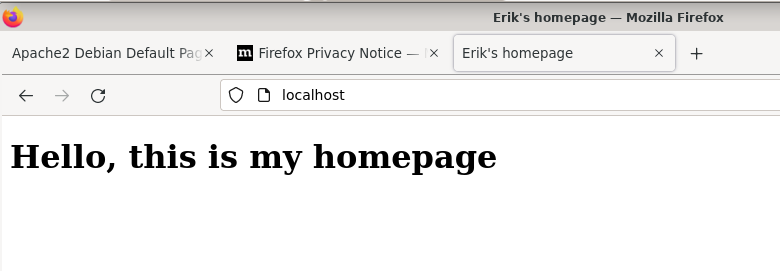 Erik's homepage — Mozilla Firefox
Apache2 Debian Default Pag
m Firefox Privacy Notice —
Erik's homepage
localhost
Hello, this is my homepage